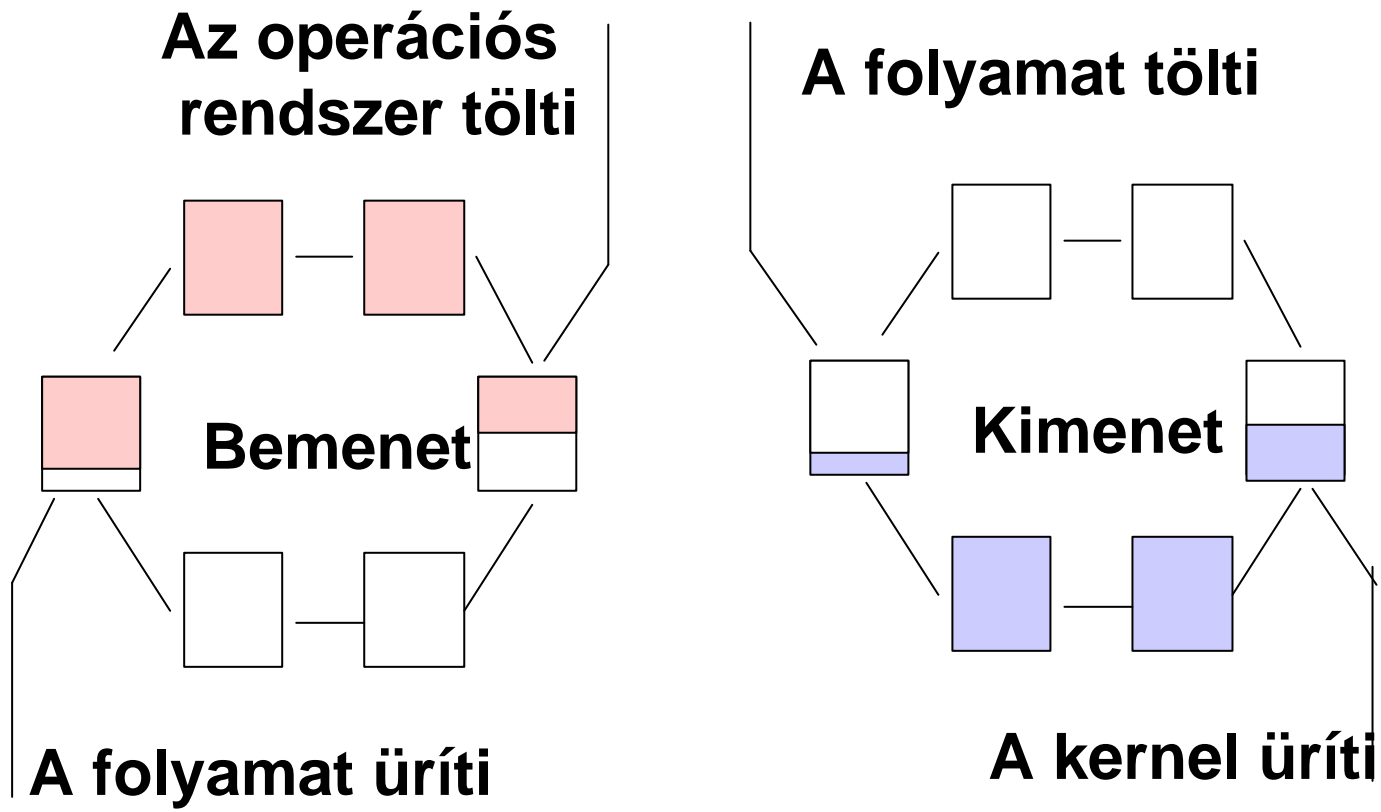 Az operációs
rendszer tölti
A folyamat tölti
Bemenet
Kimenet
A folyamat üríti
A kernel üríti